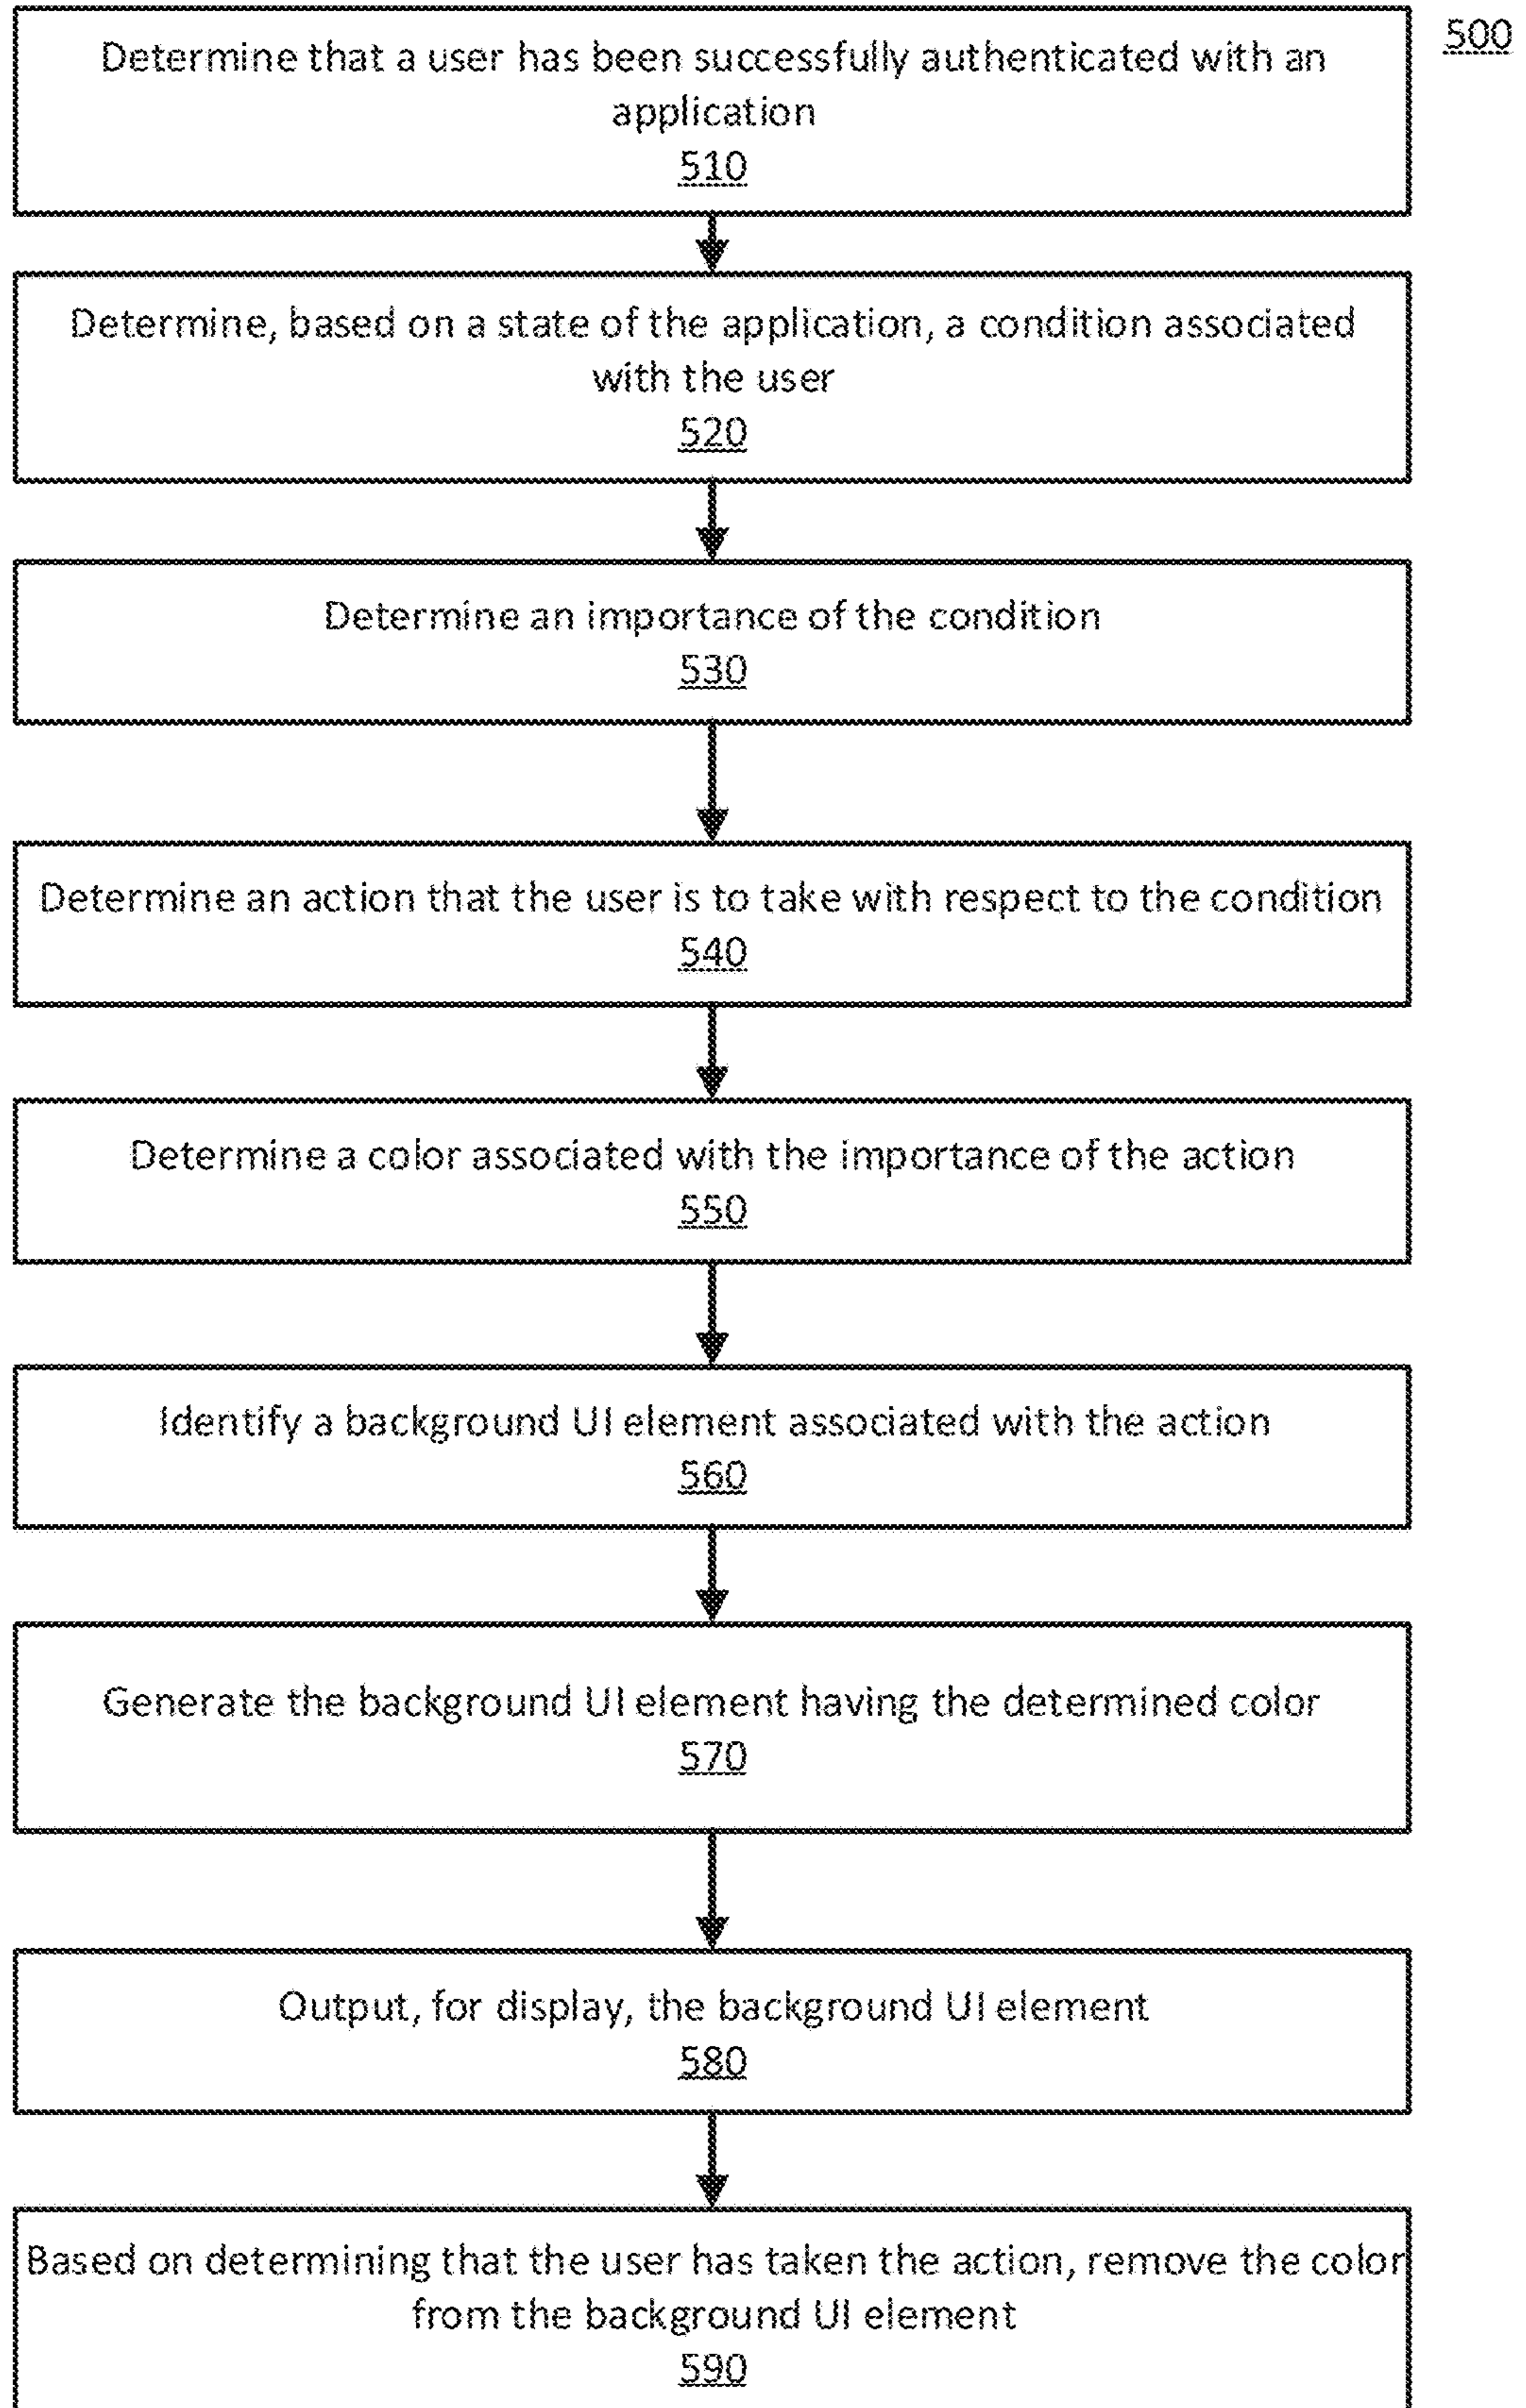 500
Determine that a user has been successfully authenticated with an
application
510
Determine, based on a state of the application, a condition associated
with the user
520
Determine an importance of the condition
530
Determine an action that the user is to take with respect to the condition
540
Determine a color associated with the importance of the action
550
Identify a background UI element associated with the action
560
Generate the background UI element having the determined color
570
Output, for display, the background UI element
580
Based on determining that the user has taken the action, remove the color
from the background UI element
590